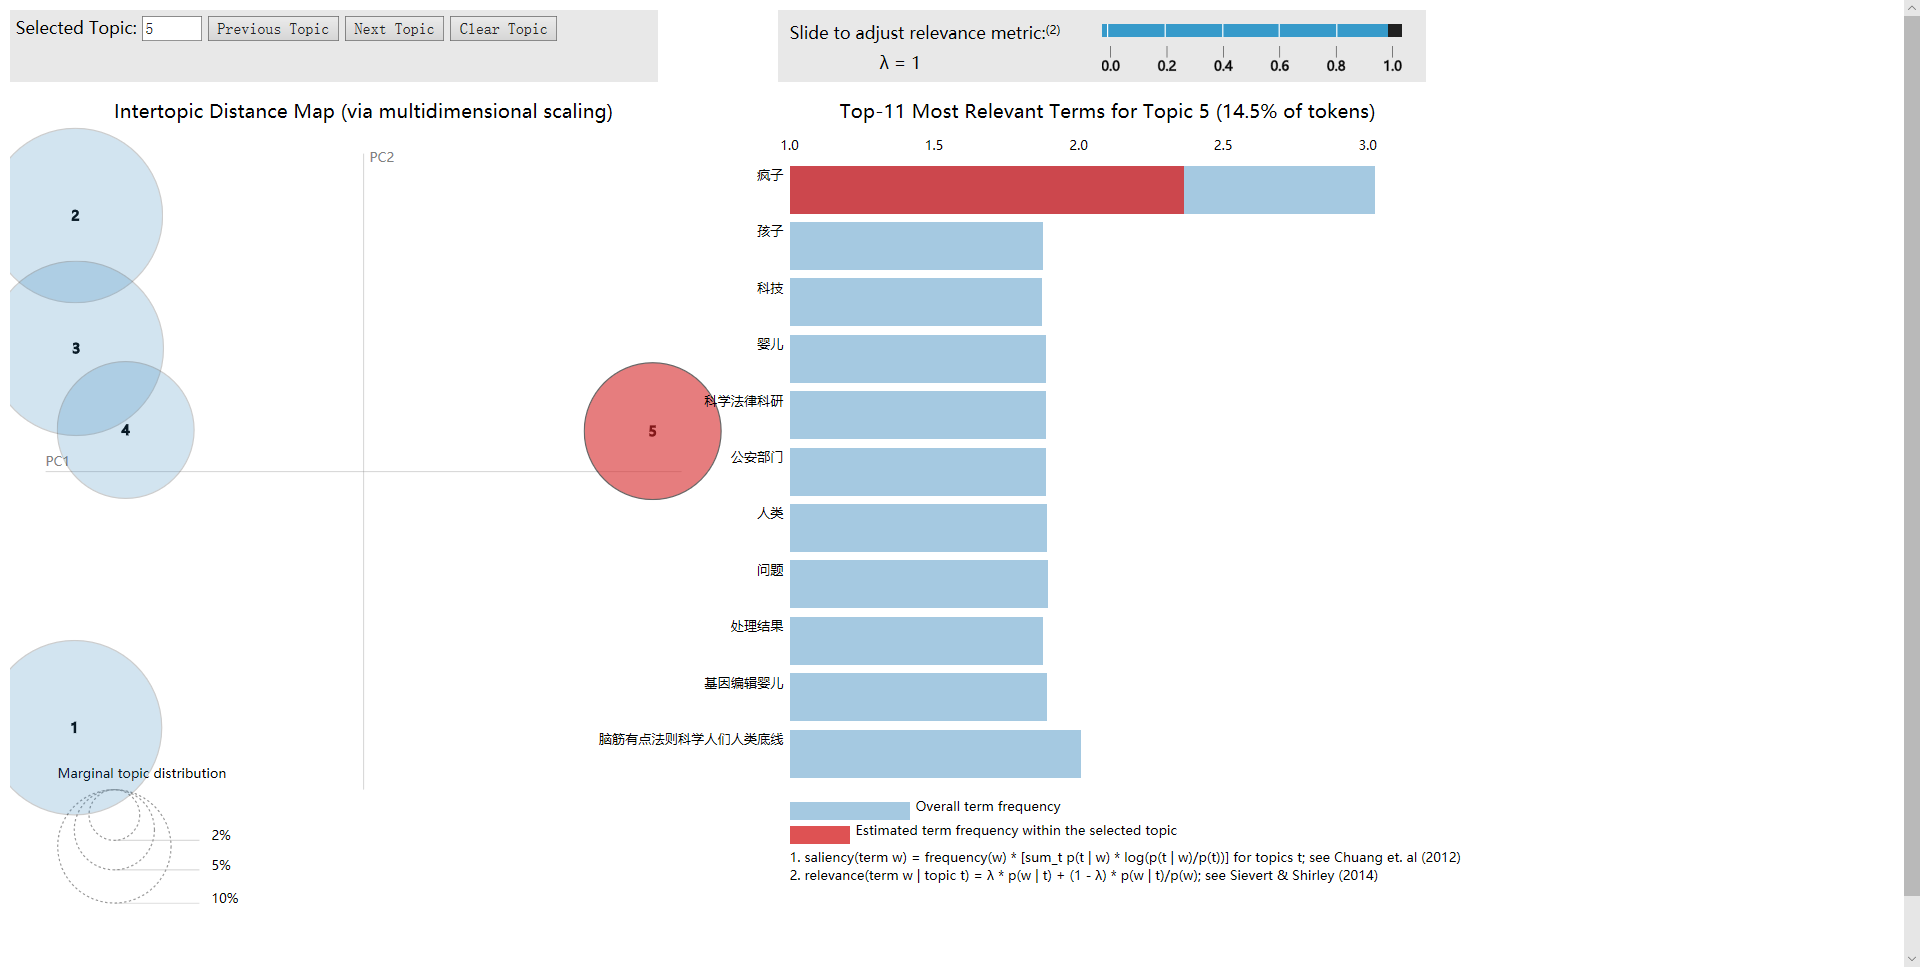 Selected Topic: 5 Previous Topic Next Topic Clear Topic
Slide to adjust relevance metric:(2)
λ = 1
0.0 0.2 0.4 0.6 0.8 1.0
Intertopic Distance Map (via multidimensional scaling)
PC2
2
3
4
5
PC1
1
Marginal topic distribution
2%
5%
10%
Top-11 Most Relevant Terms for Topic 5 (14.5% of tokens)
1.0 1.5 2.0 2.5 3.0
疯子
孩子
科技
婴儿
科学法律科研
公安部门
人类
问题
处理结果
基因编辑婴儿
脑筋有点法则科学人们人类底线
Overall term frequency
Estimated term frequency within the selected topic
1. saliency(term w) = frequency(w) * [sum_t p(t | w) * log(p(t | w)/p(t))] for topics t; see Chuang et. al (2012)
2. relevance(term w | topic t) = λ * p(w | t) + (1 - λ) * p(w | t)/p(w); see Sievert & Shirley (2014)